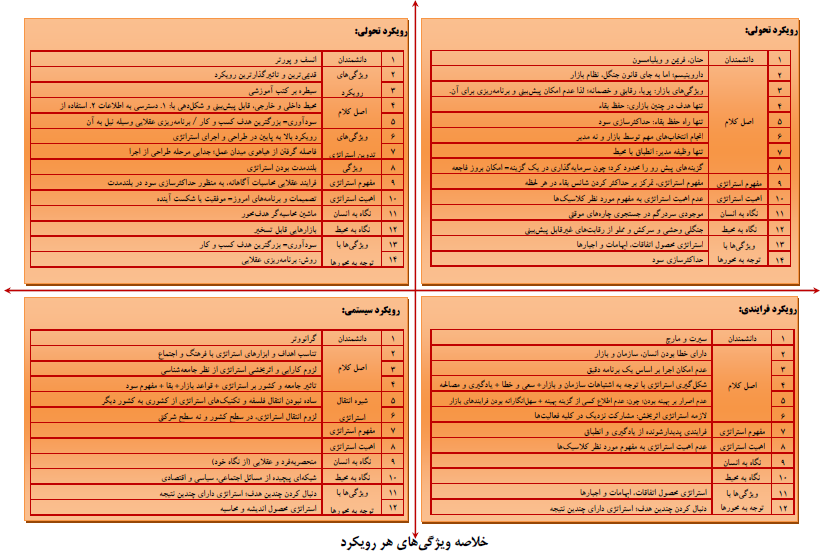 رویکرد تحولی:
۱ دانشمندان حنان، فریمن و ویلیامسون
۲ داروینیسم؛ اما به جای قانون جنگل، نظام بازار
۳ ویژگی‌های بازار: پویا، رقابتی و خصمانه؛ لذا عدم امکان پیش‌بینی و برنامه‌ریزی برای آن.
۴ تنها هدف در چنین بازاری: حفظ بقاء
اصل کلام
۵ تنها راه حفظ بقاء: حداکثرسازی سود
۶ انجام انتخاب‌های مهم توسط بازار و نه مدیر
۷ تنها وظیفه مدیر: انطباق با محیط
۸ گزینه‌های پیش رو را محدود کرد؛ چون سرمایه‌گذاری در یک گزینه= امکان بروز فاجعه
۹ مفهوم استراتژی مفهوم استراتژی، تمرکز بر حداکثر کردن شانس بقاء در هر لحظه
۱۰ اهمیت استراتژی عدم اهمیت استراتژی به مفهوم مورد نظر کلاسیک‌ها
۱۱ نگاه به انسان موجودی سردرگم در جستجوی چاره‌های موقتی
۱۲ نگاه به محیط جنگلی وحشی و سرکش و مملو از رقابت‌های غیرقابل پیش‌بینی
۱۳ ویژگی‌ها با استراتژی محصول اتفاقات، ابهامات و اجبارها
۱۴ توجه به محورها حداکثرسازی سود
رویکرد تحولی:
۱ دانشمندان انسف و پورتر
۲ ویژگی‌های قدیمی‌ترین و تاثیرگذارترین رویکرد
۳ رویکرد سیطره بر کتب آموزشی
۴ اصل کلام محیط داخلی و خارجی، قابل پیش‌بینی و شکل‌دهی با: ۱. دسترسی به اطلاعات ۲. استفاده از
۵ سودآوری= بزرگترین هدف کسب و کار / برنامه‌ریزی عقلایی وسیله نیل به آن
۶ ویژگی‌های رویکرد بالا به پایین در طراحی و اجرای استراتژی
۷ تدوین استراتژی فاصله گرفتن از هیاهوی میدان عمل؛ جدایی مرحله طراحی از اجرا
۸ ویژگی بلندمدت بودن استراتژی
۹ مفهوم استراتژی فرایند عقلایی محاسبات آگاهانه، به منظور حداکثرسازی سود در بلندمدت
۱۰ اهمیت استراتژی تصمیمات و برنامه‌های امروز= موفقیت یا شکست آینده
۱۱ نگاه به انسان ماشین محاسبه‌گر هدف‌محور
۱۲ نگاه به محیط بازارهایی قابل تسخیر
۱۳ ویژگی‌ها با سودآوری= بزرگترین هدف کسب و کار
۱۴ توجه به محورها روش: برنامه‌ریزی عقلایی
رویکرد فرایندی:
۱ دانشمندان سیرت و مارچ
۲ دارای خطا بودن انسان، سازمان و بازار
۳ عدم امکان اجرا بر اساس یک برنامه دقیق
۴ اصل کلام شکل‌گیری استراتژی با توجه به اشتباهات سازمان و بازار+ سعی و خطا + یادگیری و مصالحه
۵ عدم اصرار بر بهینه بودن؛ چون: عدم اطلاع کسی از گزینه بهینه + سهل‌انگارانه بودن فرایندهای بازار
۶ لازمه استراتژی اثربخش: مشارکت نزدیک در کلیه فعالیت‌ها
۷ مفهوم استراتژی فرایندی پدیدارشونده از یادگیری و انطباق
۸ اهمیت استراتژی عدم اهمیت استراتژی به مفهوم مورد نظر کلاسیک‌ها
۹ نگاه به انسان
۱۰ نگاه به محیط
۱۱ ویژگی‌ها با استراتژی محصول اتفاقات، ابهامات و اجبارها
۱۲ توجه به محورها دنبال کردن چندین هدف؛ استراتژی دارای چندین نتیجه
رویکرد سیستمی:
۱ دانشمندان گرانووتر
۲ تناسب اهداف و ابزارهای استراتژی با فرهنگ و اجتماع
۳ اصل کلام لزوم کارایی و اثربخشی استراتژی از نظر جامعه‌شناسی
۴ تاثیر جامعه و کشور بر استراتژی + قواعد بازار+ بقا + مفهوم سود
۵ شیوه انتقال ساده نبودن انتقال فلسفه و تکنیک‌های استراتژی از کشوری به کشور دیگر
۶ استراتژی لزوم انتقال استراتژی، در سطح کشور و نه سطح شرکتی
۷ مفهوم استراتژی
۸ اهمیت استراتژی
۹ نگاه به انسان منحصربه‌فرد و عقلایی (از نگاه خود)
۱۰ نگاه به محیط شبکه‌ای پیچیده از مسائل اجتماعی، سیاسی و اقتصادی
۱۱ ویژگی‌ها با دنبال کردن چندین هدف؛ استراتژی دارای چندین نتیجه
۱۲ توجه به محورها استراتژی محصول اندیشه و محاسبه
خلاصه ویژگی‌های هر رویکرد